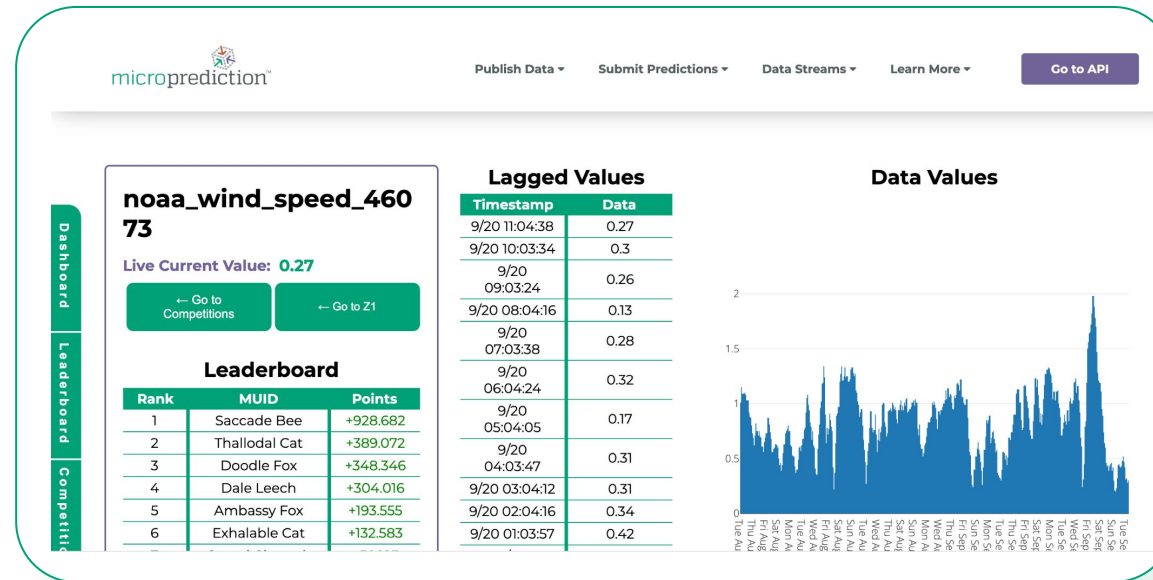 microprediction™
Publish Data
Submit Predictions
Data Streams
Learn More
Go to API
Dashboard
Leaderboard
noaa_wind_speed_460
73
Live Current Value: 0.27
← Go to
Competitions
← Go to Z1
Leaderboard
Rank MUID Points
1 Saccade Bee +928.682
2 Thallodal Cat +389.072
3 Doodle Fox +348.346
4 Dale Leech +304.016
5 Ambassy Fox +193.555
6 Exhalable Cat +132.583
Lagged Values
Timestamp Data
9/20 11:04:38 0.27
9/20 10:03:34 0.3
9/20
09:03:24 0.26
9/20 08:04:16 0.13
9/20
07:03:38 0.28
9/20
06:04:24 0.32
9/20
05:04:05 0.17
9/20
04:03:47 0.31
9/20 03:04:12 0.31
9/20 02:04:16 0.34
9/20 01:03:57 0.42
Data Values
2
1.5
1
0.5
0